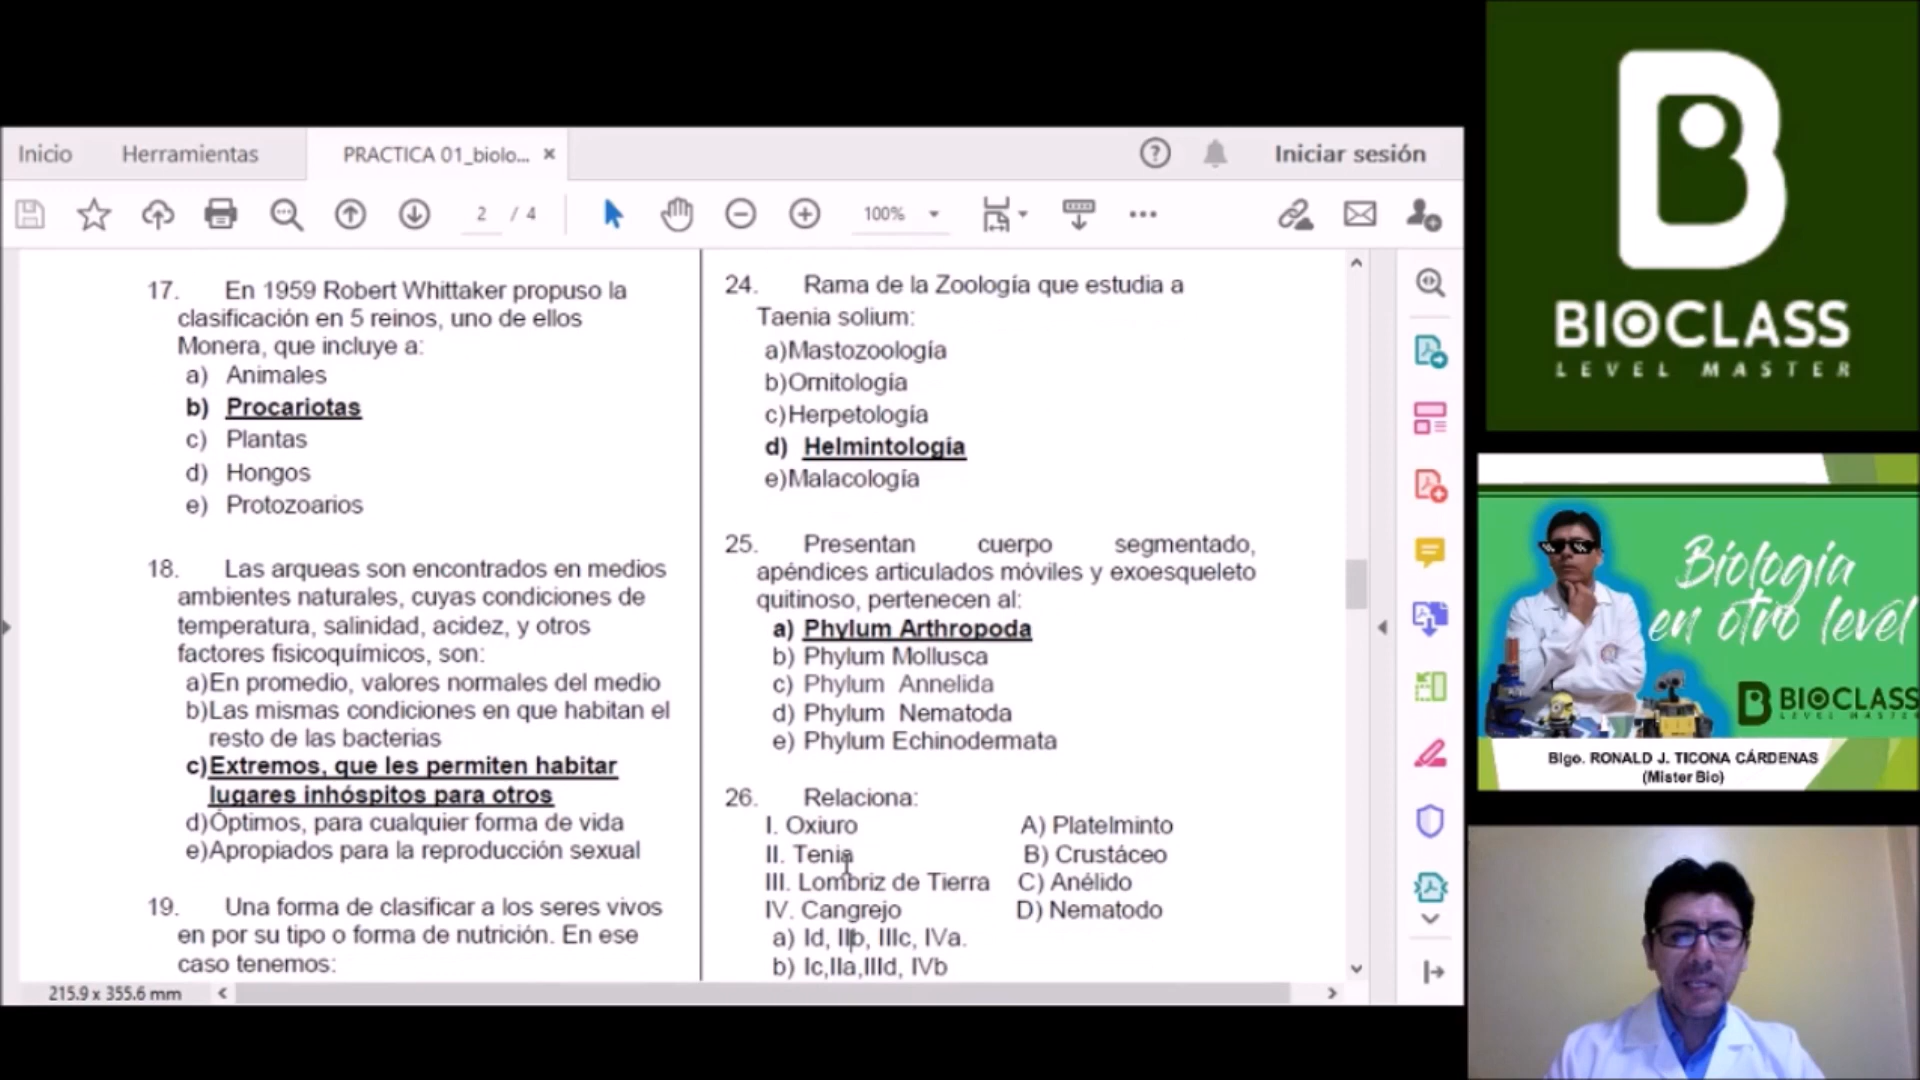 Inicio
Herramientas
PRACTICA 01_biolo...
Iniciar sesión
2 / 4
100%
17. En 1959 Robert Whittaker propuso la
clasificación en 5 reinos, uno de ellos
Monera, que incluye a:
a) Animales
b) Procariotas
c) Plantas
d) Hongos
e) Protozoarios
18. Las arqueas son encontrados en medios
ambientes naturales, cuyas condiciones de
temperatura, salinidad, acidez, y otros
factores fisicoquímicos, son:
a)En promedio, valores normales del medio
b)Las mismas condiciones en que habitan el
resto de las bacterias
c)Extremos, que les permiten habitar
lugares inhóspitos para otros
d)Óptimos, para cualquier forma de vida
e)Apropiados para la reproducción sexual
19. Una forma de clasificar a los seres vivos
en por su tipo o forma de nutrición. En ese
caso tenemos:
24. Rama de la Zoología que estudia a
Taenia solium:
a)Mastozoología
b)Ornitología
c)Herpetología
d) Helmintología
e)Malacología
25. Presentan cuerpo segmentado,
apéndices articulados móviles y exoesqueleto
quitinoso, pertenecen al:
a) Phylum Arthropoda
b) Phylum Mollusca
c) Phylum Annelida
d) Phylum Nematoda
e) Phylum Echinodermata
26. Relaciona:
I. Oxiuro A) Platelminto
II. Tenia B) Crustáceo
III. Lombriz de Tierra C) Anélido
IV. Cangrejo D) Nematodo
a) Id, IIb, IIIc, IVa.
b) Ic,IIa,IIId, IVb
215.9 x 355.6 mm
B
BIOCLASS
LEVEL MASTER
Biología
en otro level
BIOCLASS
LEVEL MASTER
Blgo. RONALD J. TICONA CÁRDENAS
(Mister Bio)